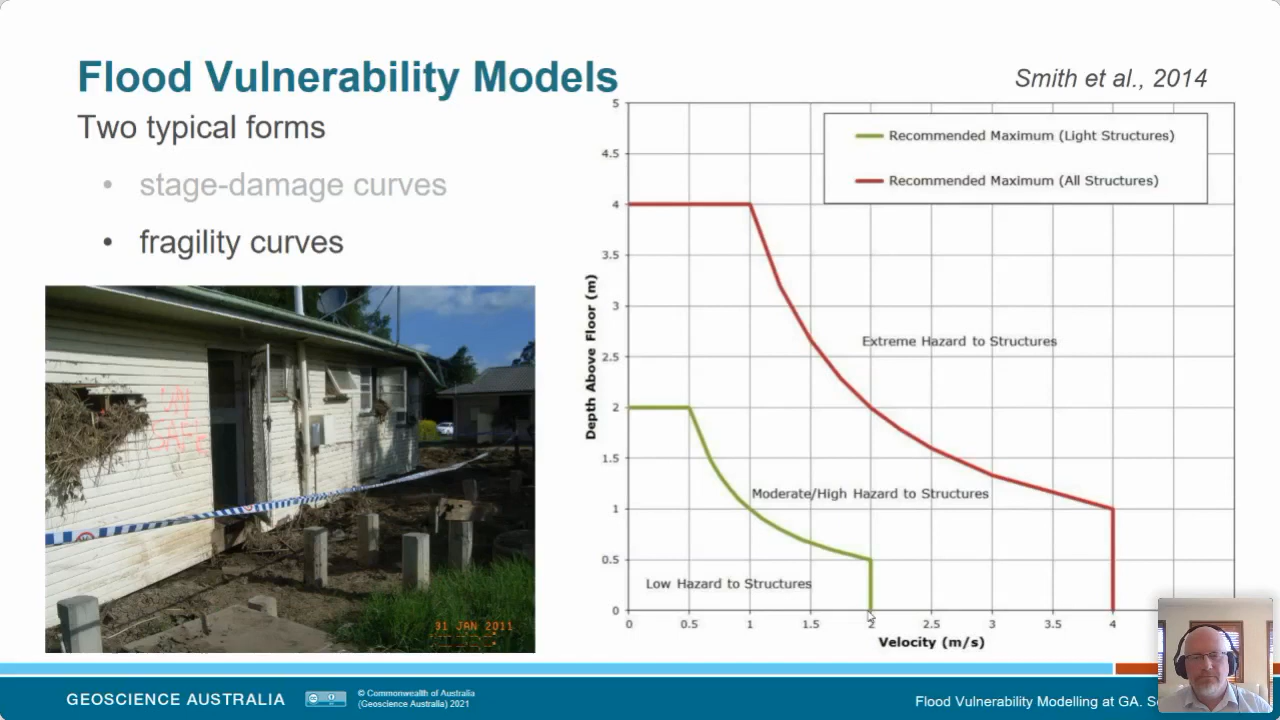 Flood Vulnerability Models
Smith et al., 2014
Two typical forms
• stage-damage curves
• fragility curves
UN
SAFE
31 JAN 2011
5
4.5
4
3.5
3
2.5
2
1.5
1
0.5
0
Depth Above Floor (m)
Recommended Maximum (Light Structures)
Recommended Maximum (All Structures)
Extreme Hazard to Structures
Moderate/High Hazard to Structures
Low Hazard to Structures
0 0.5 1 1.5 2 2.5 3 3.5 4
Velocity (m/s)
GEOSCIENCE AUSTRALIA
© Commonwealth of Australia
(Geoscience Australia) 2021
Flood Vulnerability Modelling at GA.